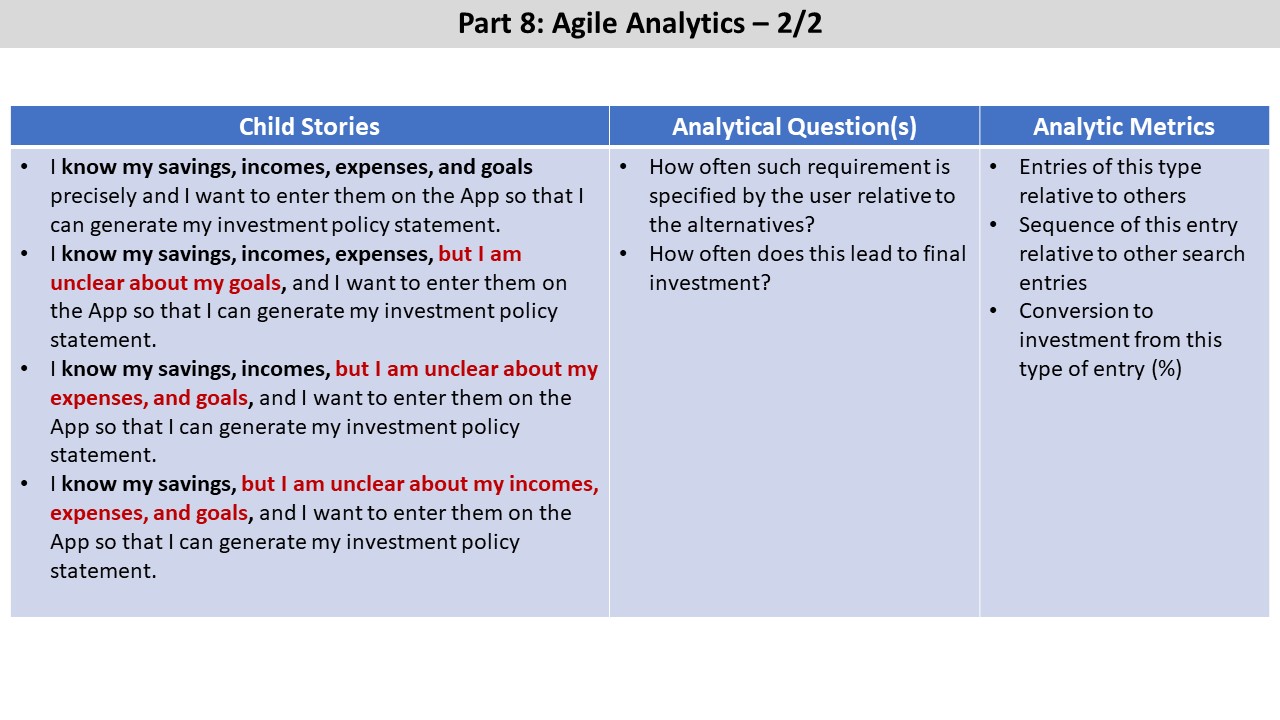 Part 8: Agile Analytics – 2/2
Child Stories
Analytical Question(s)
Analytic Metrics
• I know my savings, incomes, expenses, and goals
precisely and I want to enter them on the App so that I
can generate my investment policy statement.
• I know my savings, incomes, expenses, but I am
unclear about my goals, and I want to enter them on
the App so that I can generate my investment policy
statement.
• I know my savings, incomes, but I am unclear about my
expenses, and goals, and I want to enter them on the
App so that I can generate my investment policy
statement.
• I know my savings, but I am unclear about my incomes,
expenses, and goals, and I want to enter them on the
App so that I can generate my investment policy
statement.
• How often such requirement is
specified by the user relative to
the alternatives?
• How often does this lead to final
investment?
• Entries of this type
relative to others
• Sequence of this entry
relative to other search
entries
• Conversion to
investment from this
type of entry (%)